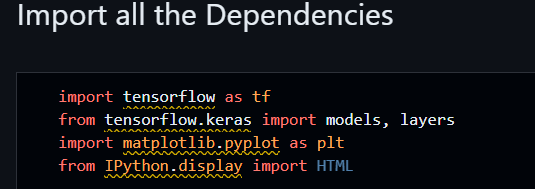 Import all the Dependencies
import tensorflow as tf
from tensorflow.keras import models, layers
import matplotlib.pyplot as plt
from IPython.display import HTML